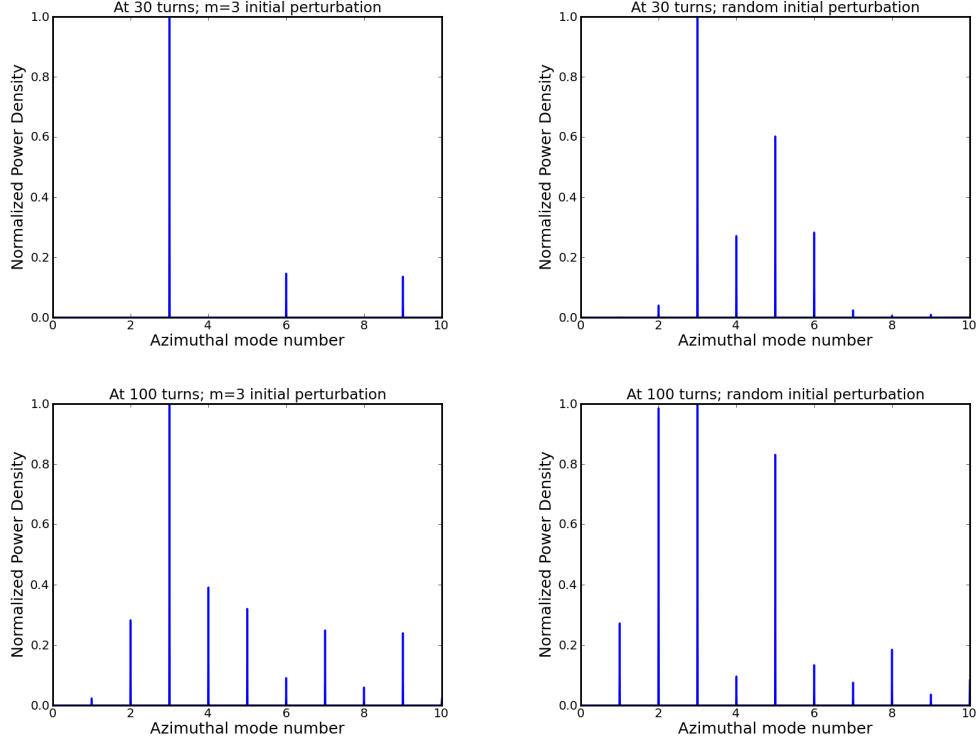 At 30 turns; m=3 initial perturbation
1.0
0.8
0.6
0.4
0.2
0.0
Normalized Power Density
0 2 4 6 8 10
Azimuthal mode number
At 30 turns; random initial perturbation
1.0
0.8
0.6
0.4
0.2
0.0
Normalized Power Density
0 2 4 6 8 10
Azimuthal mode number
At 100 turns; m=3 initial perturbation
1.0
0.8
0.6
0.4
0.2
0.0
Normalized Power Density
0 2 4 6 8 10
Azimuthal mode number
At 100 turns; random initial perturbation
1.0
0.8
0.6
0.4
0.2
0.0
Normalized Power Density
0 2 4 6 8 10
Azimuthal mode number